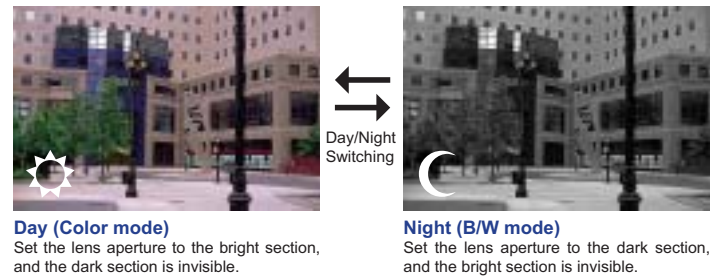 Day/Night
Switching
Day (Color mode)
Set the lens aperture to the bright section,
and the dark section is invisible.
Night (B/W mode)
Set the lens aperture to the dark section,
and the bright section is invisible.